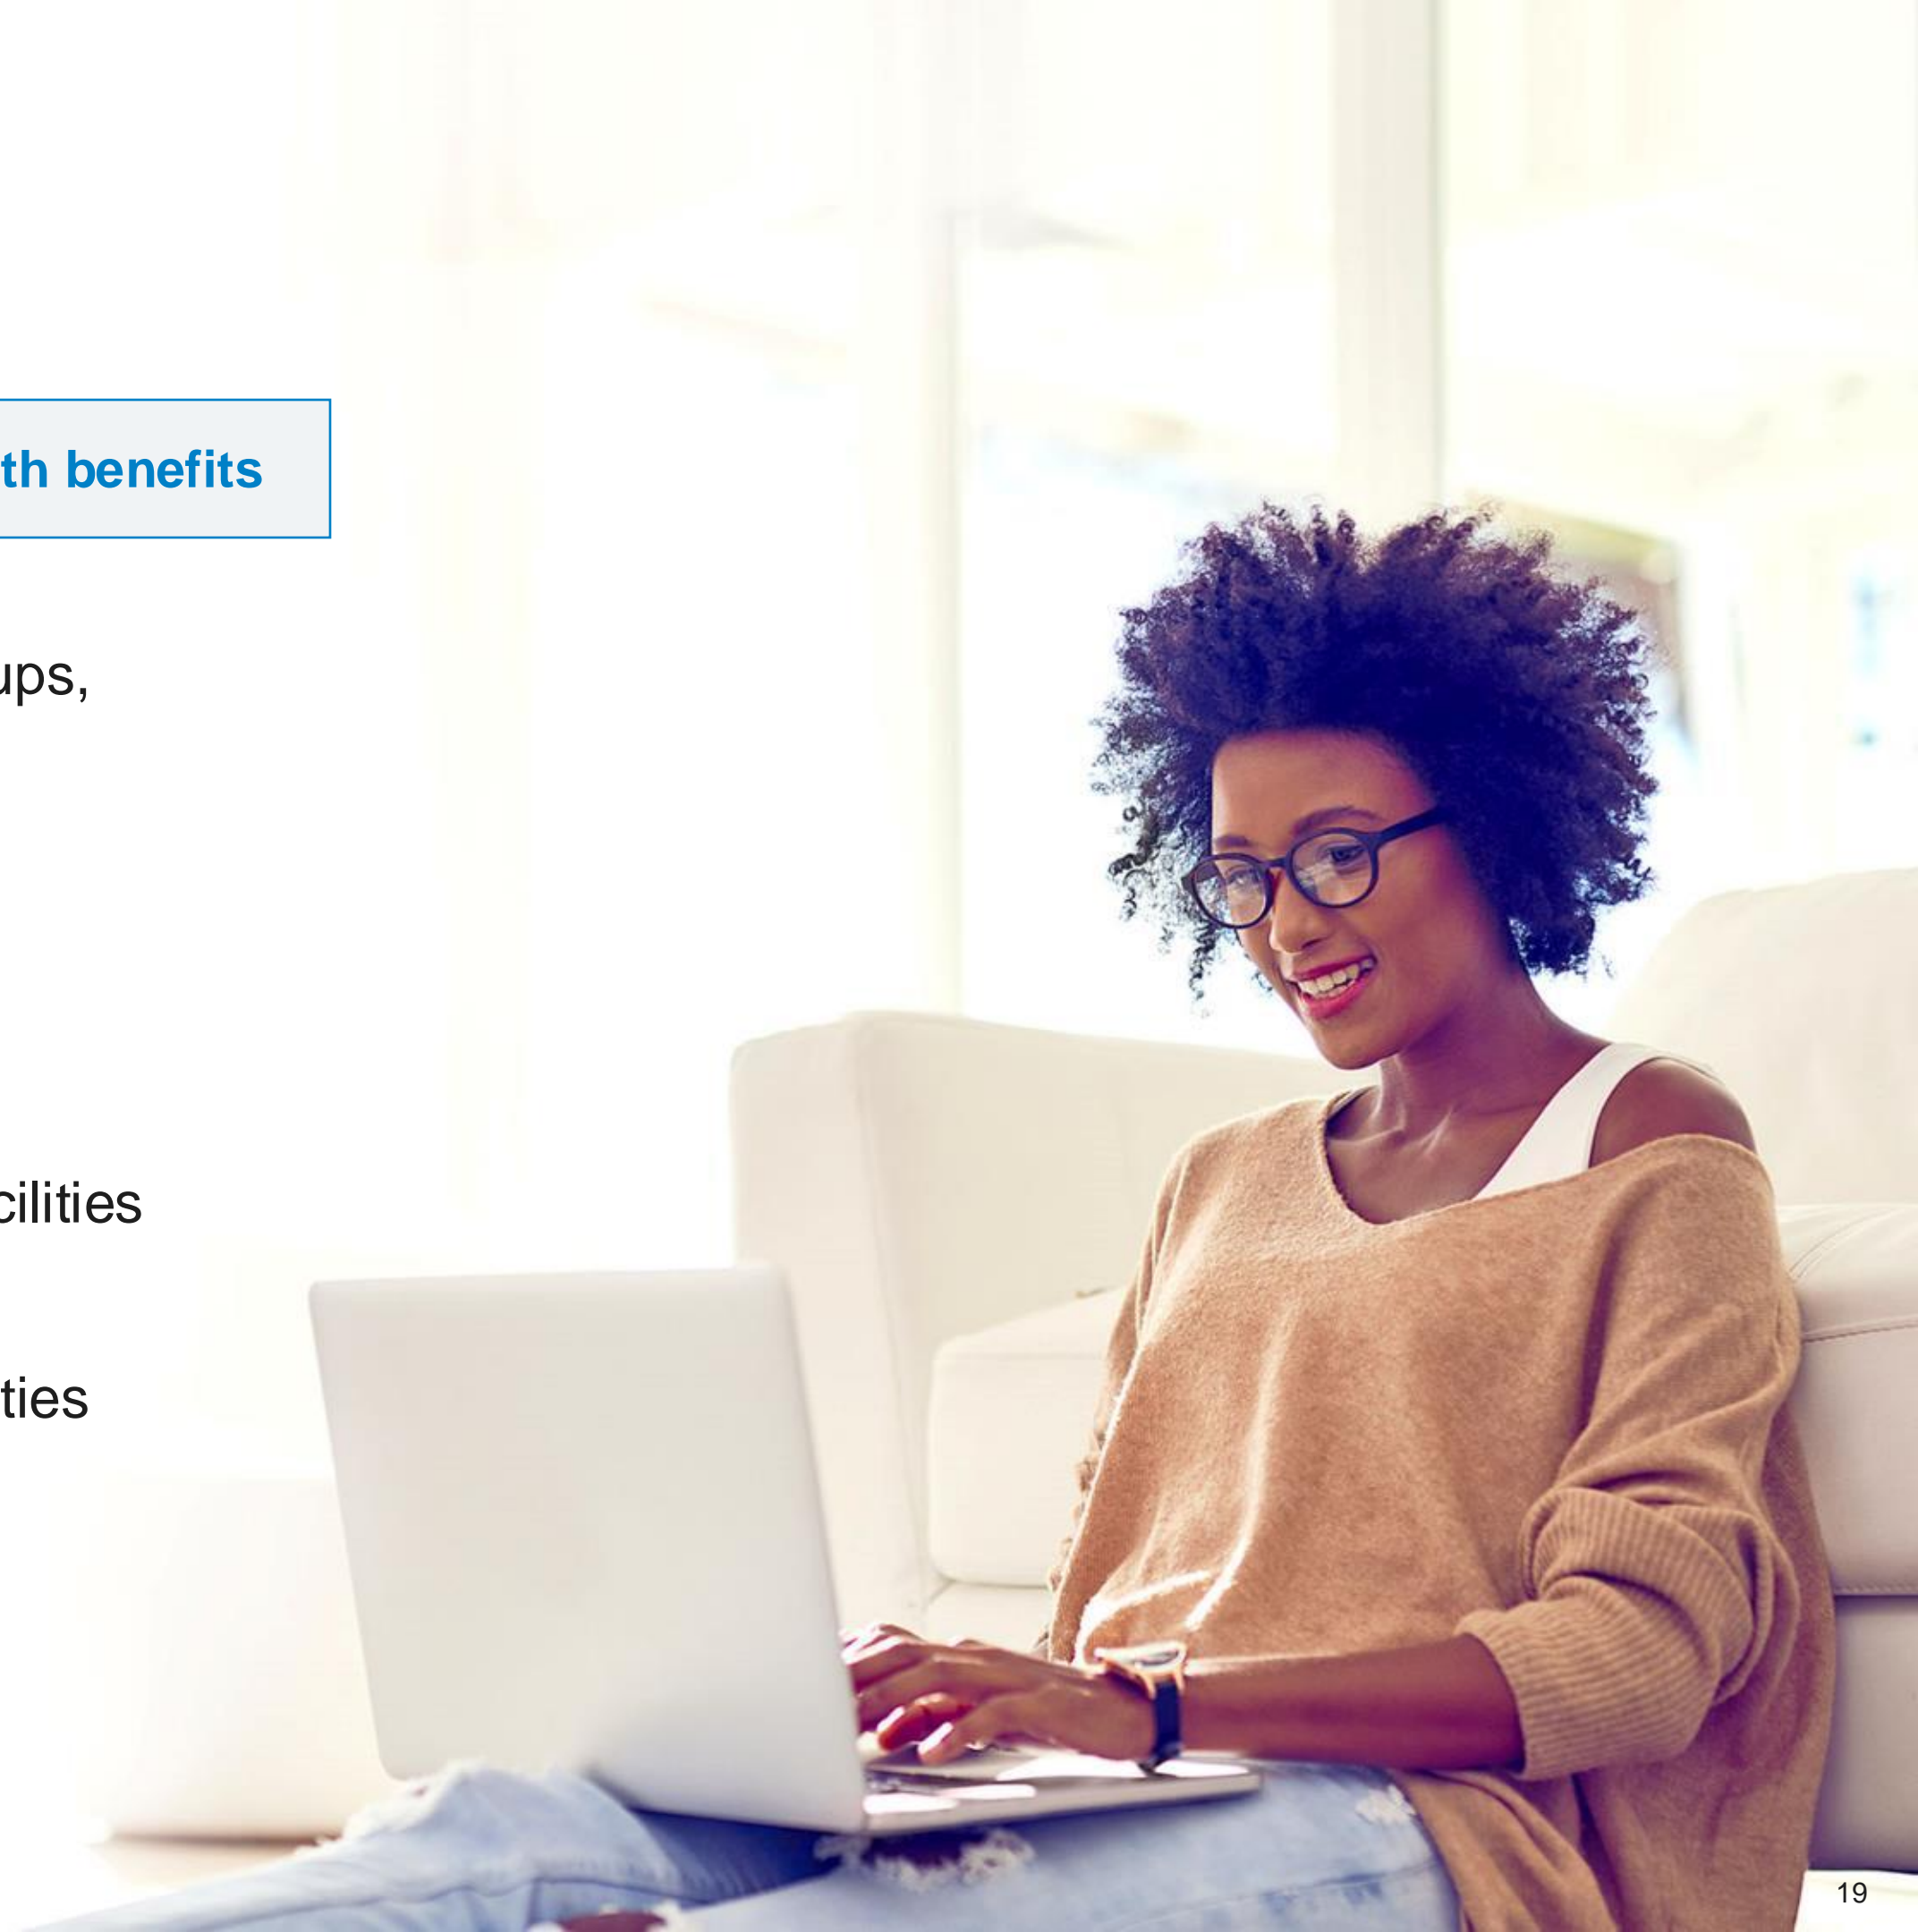 th benefits
ups,
cilities
ties
19